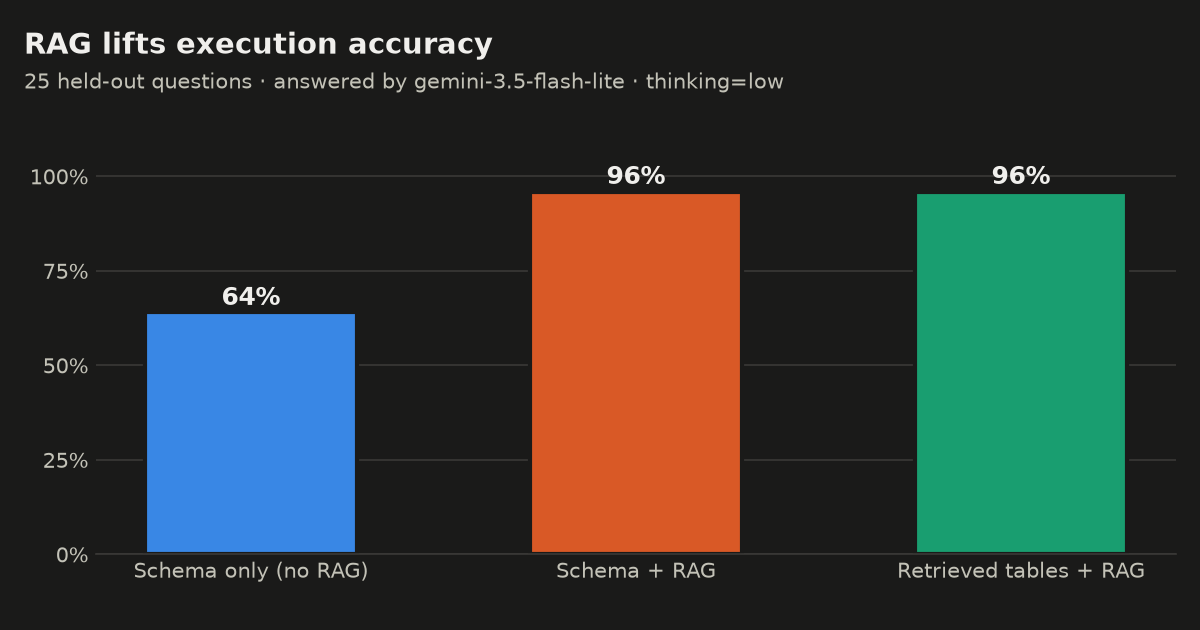 RAG lifts execution accuracy
25 held-out questions · answered by gemini-3.5-flash-lite · thinking=low
100%
75%
50%
25%
0%
64%
96%
96%
Schema only (no RAG)
Schema + RAG
Retrieved tables + RAG